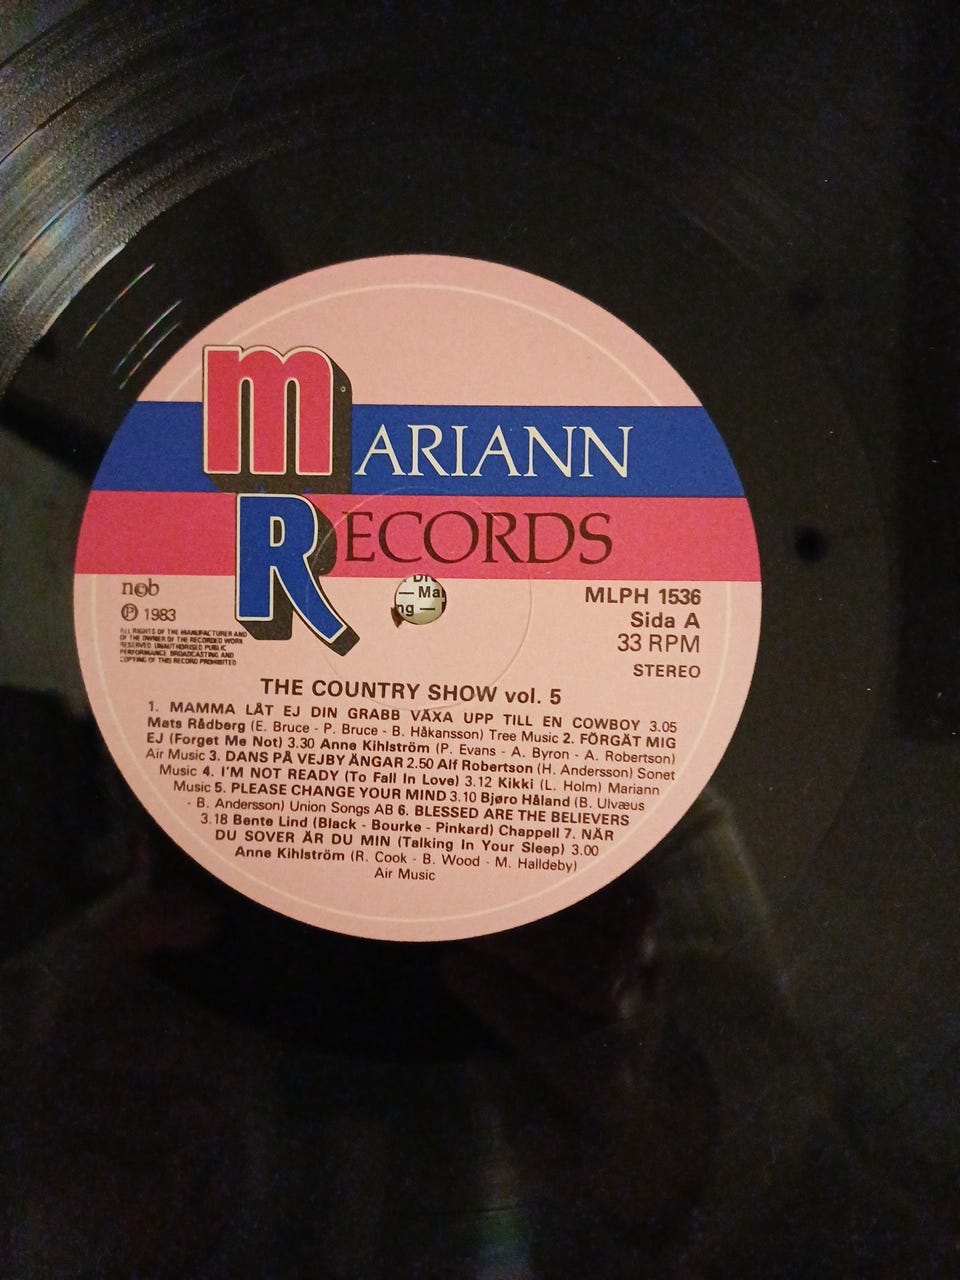 MARIANN
RECORDS
Dre
— Ma
ng —
ncb
Ⓟ 1983
ALL RIGHTS OF THE MANUFACTURER AND
OF THE OWNER OF THE RECORDED WORK
RESERVED UNAUTHORISED PUBLIC
PERFORMANCE BROADCASTING AND
COPYING OF THIS RECORD PROHIBITED
MLPH 1536
Sida A
33 RPM
STEREO
THE COUNTRY SHOW vol. 5
1. MAMMA LÅT EJ DIN GRABB VÄXA UPP TILL EN COWBOY 3.05
Mats Rådberg (E. Bruce - P. Bruce - B. Håkansson) Tree Music 2. FÖRGÄT MIG
EJ (Forget Me Not) 3.30 Anne Kihlström (P. Evans - A. Byron - A. Robertson)
Air Music 3. DANS PÅ VEJBY ÄNGAR 2.50 Alf Robertson (H. Andersson) Sonet
Music 4. I'M NOT READY (To Fall In Love) 3.12 Kikki (L. Holm) Mariann
Music 5. PLEASE CHANGE YOUR MIND 3.10 Bjøro Håland (B. Ulvæus
- B. Andersson) Union Songs AB 6. BLESSED ARE THE BELIEVERS
3.18 Bente Lind (Black - Bourke - Pinkard) Chappell 7. NÄR
DU SOVER ÄR DU MIN (Talking In Your Sleep) 3.00
Anne Kihlström (R. Cook - B. Wood - M. Halldeby)
Air Music